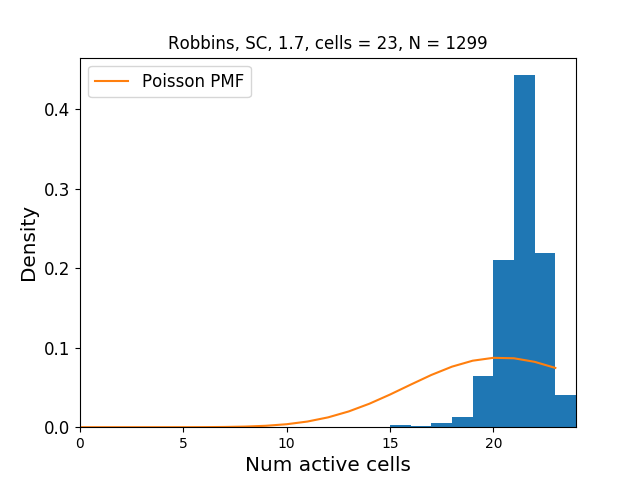 Robbins, SC, 1.7, cells = 23, N = 1299
Poisson PMF
Density
0.4
0.3
0.2
0.1
0.0
0 5 10 15 20
Num active cells